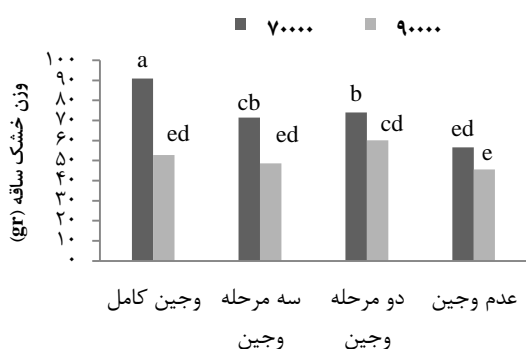 ۷۰۰۰۰ ۹۰۰۰۰
وزن خشک ساقه (gr)
۱۰۰
۹۰
۸۰
۷۰
۶۰
۵۰
۴۰
۳۰
۲۰
۱۰
۰
a ed cb ed b cd ed e
وجین کامل
سه مرحله
وجین
دو مرحله
وجین
عدم وجین